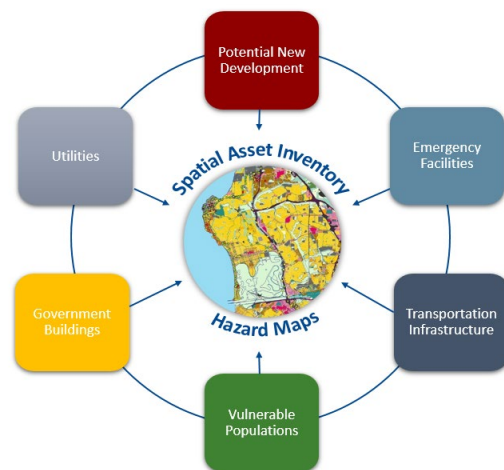 Potential New
Development
Utilities
Emergency
Facilities
Spatial Asset Inventory
Hazard Maps
Government
Buildings
Transportation
Infrastructure
Vulnerable
Populations